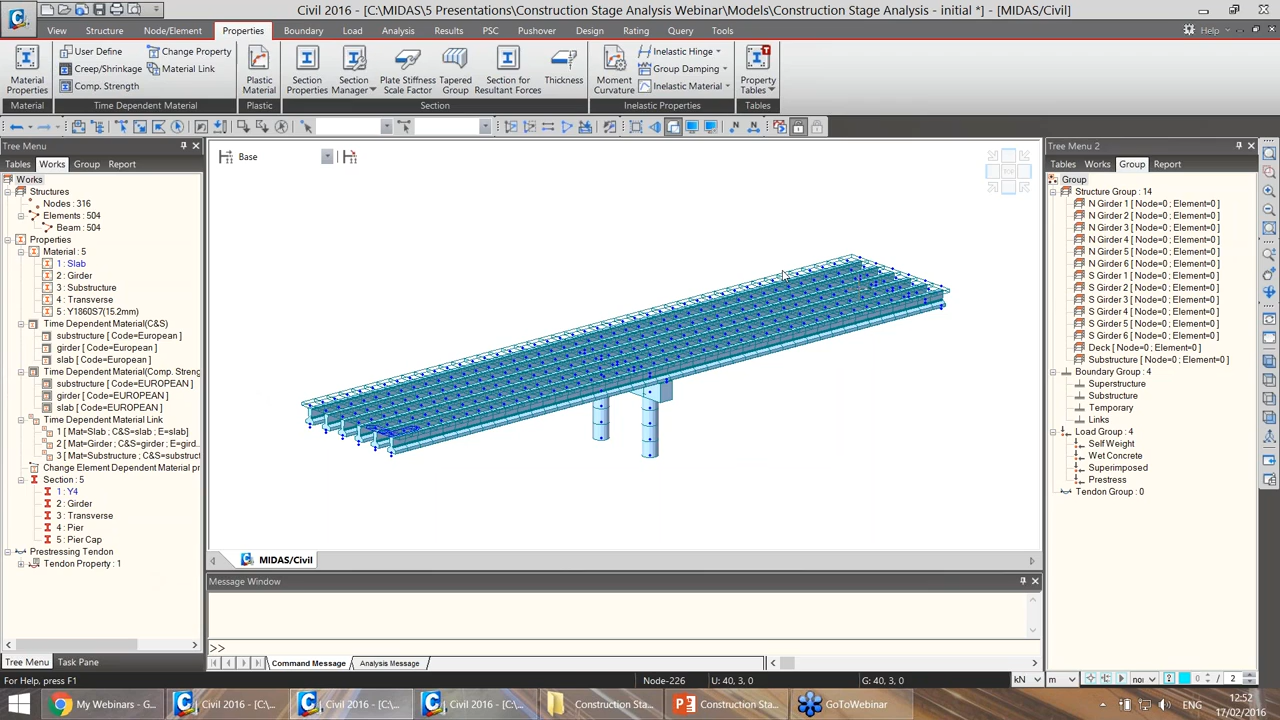 Civil 2016 - [C:\MIDAS\5 Presentations\Construction Stage Analysis Webinar\Models\Construction Stage Analysis - initial *] - [MIDAS/Civil]
View Structure Node/Element Properties Boundary Load Analysis Results PSC Pushover Design Rating Query Tools Help
Material Properties
User Define
Creep/Shrinkage
Comp. Strength
Change Property
Material Link
Plastic Material
Section Properties
Section Manager
Plate Stiffness Scale Factor
Tapered Group
Section for Resultant Forces
Thickness
Moment Curvature
Inelastic Hinge
Group Damping
Inelastic Material
Property Tables
Material Time Dependent Material Plastic Section Inelastic Properties Tables
Tree Menu
Tables Works Group Report
Works
Structures
Nodes : 316
Elements : 504
Beam : 504
Properties
Material : 5
1 : Slab
2 : Girder
3 : Substructure
4 : Transverse
5 : Y1860S7(15.2mm)
Time Dependent Material(C&S)
substructure [ Code=European ]
girder [ Code=European ]
slab [ Code=European ]
Time Dependent Material(Comp. Streng
substructure [ Code=EUROPEAN ]
girder [ Code=EUROPEAN ]
slab [ Code=EUROPEAN ]
Time Dependent Material Link
1 [ Mat=Slab ; C&S=slab ; E=slab]
2 [ Mat=Girder ; C&S=girder ; E=gird
3 [ Mat=Substructure ; C&S=substruct
Change Element Dependent Material pr
Section : 5
1 : Y4
2 : Girder
3 : Transverse
4 : Pier
5 : Pier Cap
Prestressing Tendon
Tendon Property : 1
Tree Menu Task Pane
Base
TOP
MIDAS/Civil
Message Window
>>
Command Message Analysis Message
Tree Menu 2
Tables Works Group Report
Group
Structure Group : 14
N Girder 1 [ Node=0 ; Element=0 ]
N Girder 2 [ Node=0 ; Element=0 ]
N Girder 3 [ Node=0 ; Element=0 ]
N Girder 4 [ Node=0 ; Element=0 ]
N Girder 5 [ Node=0 ; Element=0 ]
N Girder 6 [ Node=0 ; Element=0 ]
S Girder 1 [ Node=0 ; Element=0 ]
S Girder 2 [ Node=0 ; Element=0 ]
S Girder 3 [ Node=0 ; Element=0 ]
S Girder 4 [ Node=0 ; Element=0 ]
S Girder 5 [ Node=0 ; Element=0 ]
S Girder 6 [ Node=0 ; Element=0 ]
Deck [ Node=0 ; Element=0 ]
Substructure [ Node=0 ; Element=0 ]
Boundary Group : 4
Superstructure
Substructure
Temporary
Links
Load Group : 4
Self Weight
Wet Concrete
Superimposed
Prestress
Tendon Group : 0
For Help, press F1 Node-226 U: 40, 3, 0 G: 40, 3, 0 kN m non 0 / 2
My Webinars - G... Civil 2016 - [C:\... Civil 2016 - [C:\... Civil 2016 - [C:\... Construction Sta... Construction Sta... GoToWebinar ENG 12:52
17/02/2016